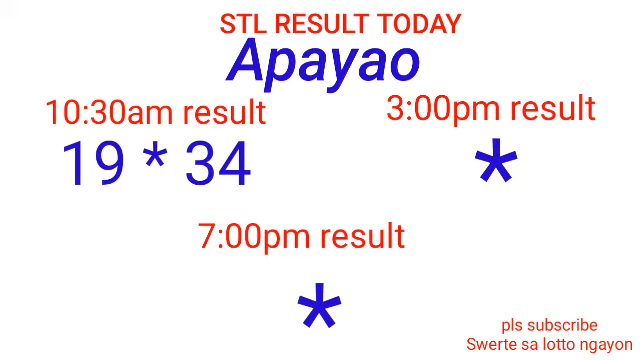 STL RESULT TODAY
Apayao
10:30am result
19 * 34
3:00pm result
*
7:00pm result
*
pls subscribe
Swerte sa lotto ngayon